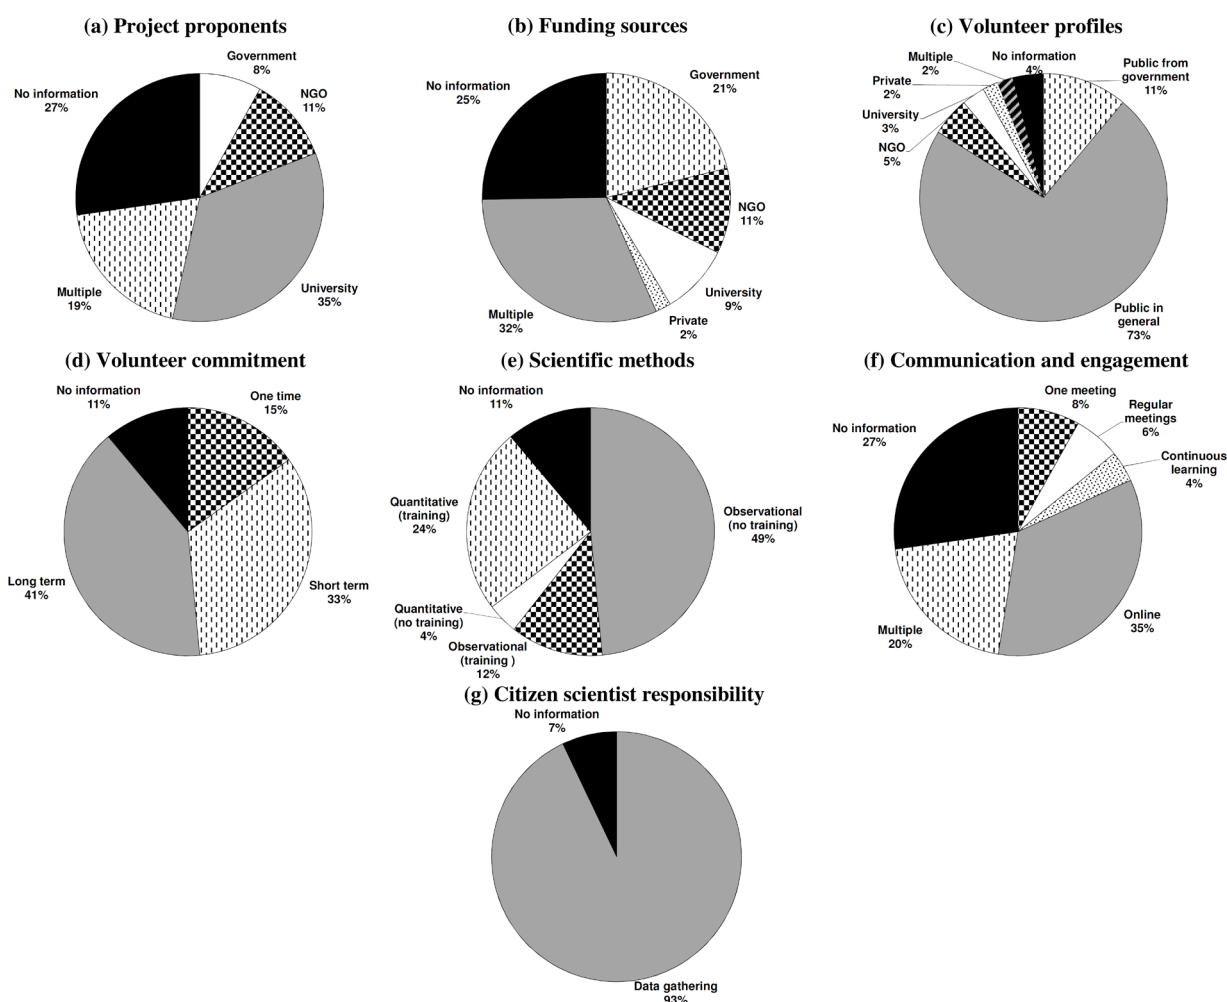 (a) Project proponents
Government
8%
NGO
11%
University
35%
Multiple
19%
No information
27%
(b) Funding sources
Government
21%
NGO
11%
University
9%
Private
2%
Multiple
32%
No information
25%
(c) Volunteer profiles
No information
4%
Public from
government
11%
Public in
general
73%
NGO
5%
University
3%
Private
2%
Multiple
2%
(d) Volunteer commitment
One time
15%
Short term
33%
Long term
41%
No information
11%
(e) Scientific methods
Observational
(no training)
49%
Observational
(training )
12%
Quantitative
(no training)
4%
Quantitative
(training)
24%
No information
11%
(f) Communication and engagement
One meeting
8%
Regular
meetings
6%
Continuous
learning
4%
Online
35%
Multiple
20%
No information
27%
(g) Citizen scientist responsibility
No information
7%
Data gathering
93%